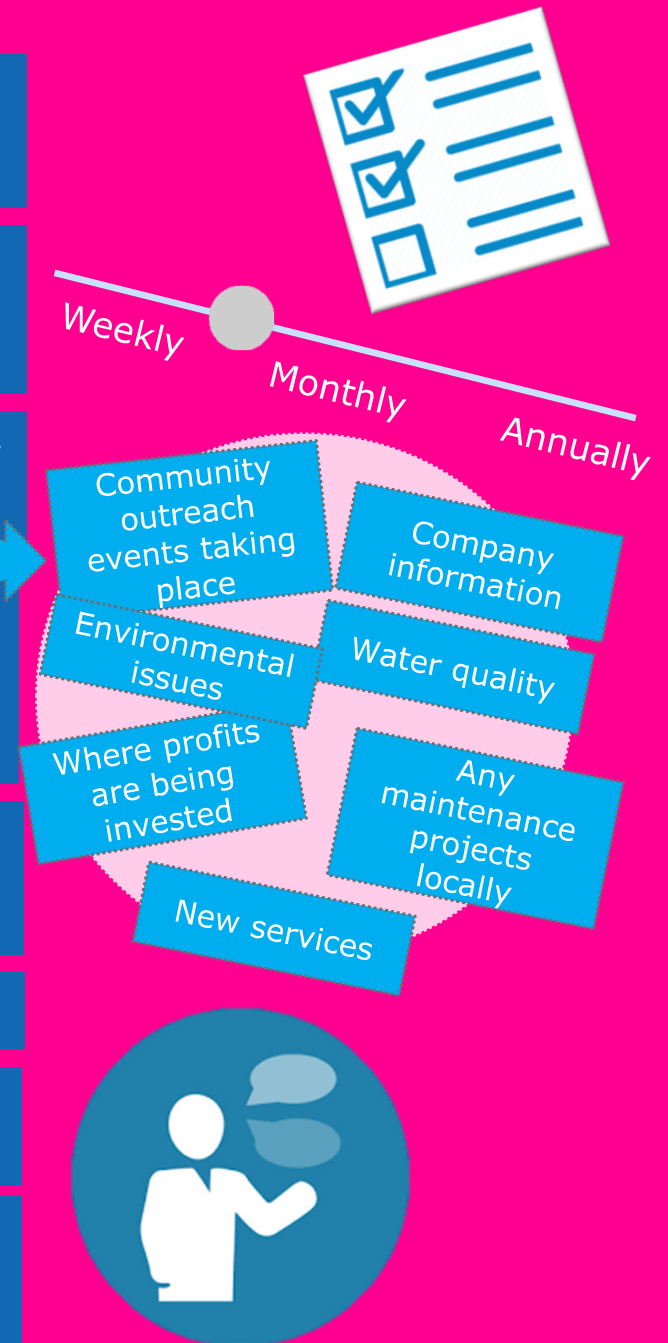 Weekly
Monthly
Annually
Community
outreach
events taking
place
Company
information
Environmental
issues
Water quality
Where profits
are being
invested
Any
maintenance
projects
locally
New services